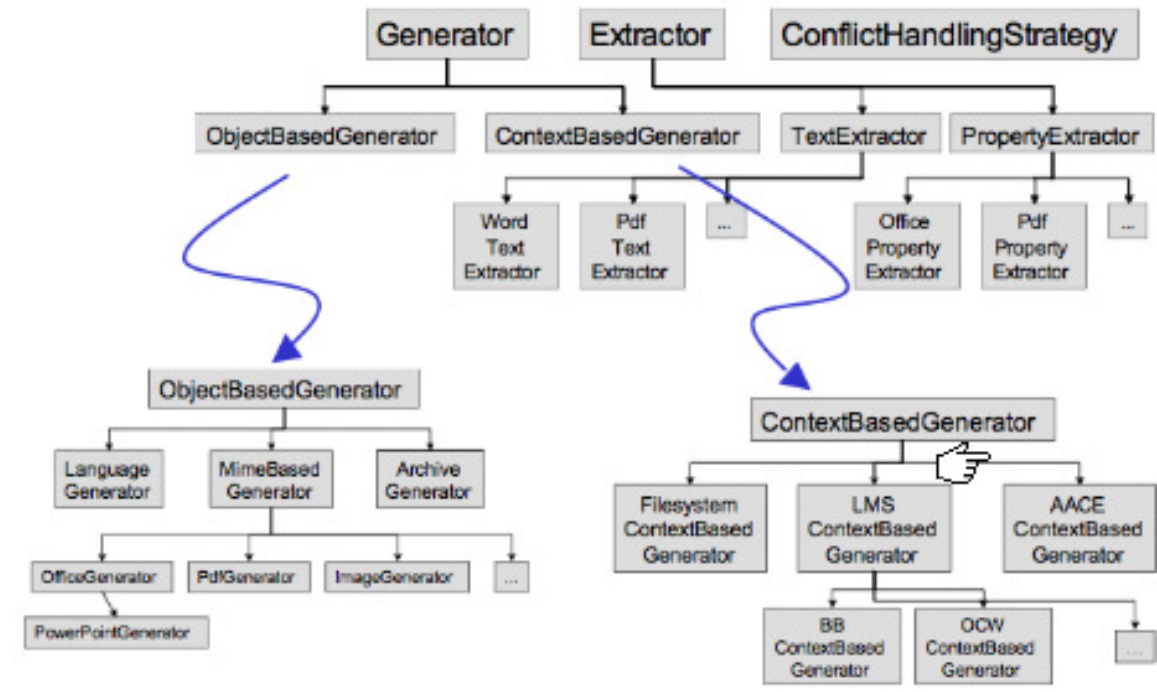 Generator
Extractor
ConflictHandlingStrategy
ObjectBasedGenerator
ContextBasedGenerator
TextExtractor
PropertyExtractor
Word
Text
Extractor
Pdf
Text
Extractor
...
Office
Property
Extractor
Pdf
Property
Extractor
...
ObjectBasedGenerator
Language
Generator
MimeBased
Generator
Archive
Generator
OfficeGenerator
PdfGenerator
ImageGenerator
...
PowerPointGenerator
ContextBasedGenerator
Filesystem
ContextBased
Generator
LMS
ContextBased
Generator
AACE
ContextBased
Generator
BB
ContextBased
Generator
OCW
ContextBased
Generator
...